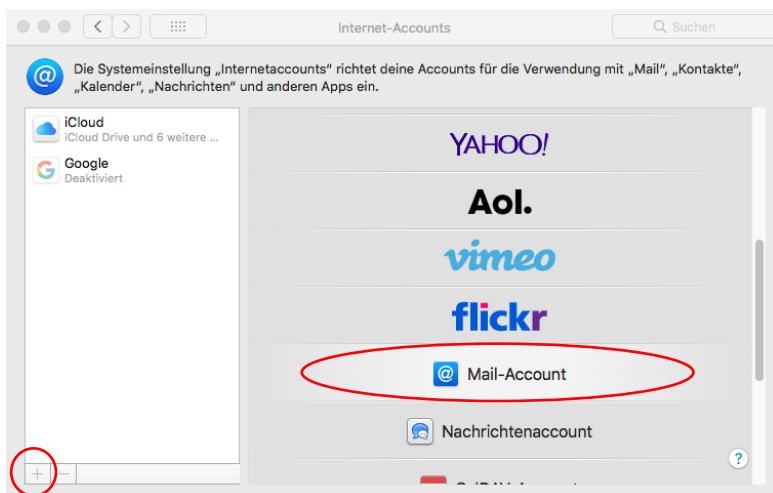 Internet-Accounts
Suchen
Die Systemeinstellung „Internetaccounts“ richtet deine Accounts für die Verwendung mit „Mail“, „Kontakte“,
„Kalender“, „Nachrichten“ und anderen Apps ein.
iCloud
iCloud Drive und 6 weitere ...
Google
Deaktiviert
YAHOO!
Aol.
vimeo
flickr
@ Mail-Account
Nachrichtenaccount
?
+ −